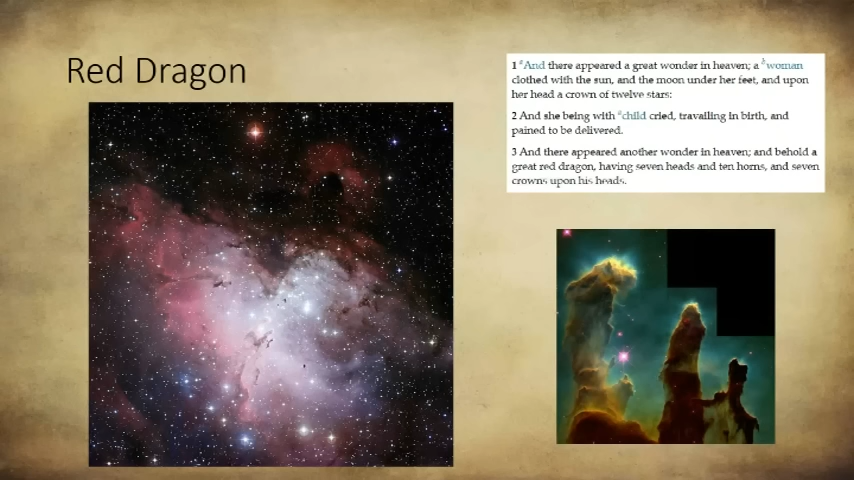 Red Dragon
1 aAnd there appeared a great wonder in heaven; a bwoman
clothed with the sun, and the moon under her feet, and upon
her head a crown of twelve stars:
2 And she being with achild cried, travailing in birth, and
pained to be delivered.
3 And there appeared another wonder in heaven; and behold a
great red dragon, having seven heads and ten horns, and seven
crowns upon his heads.